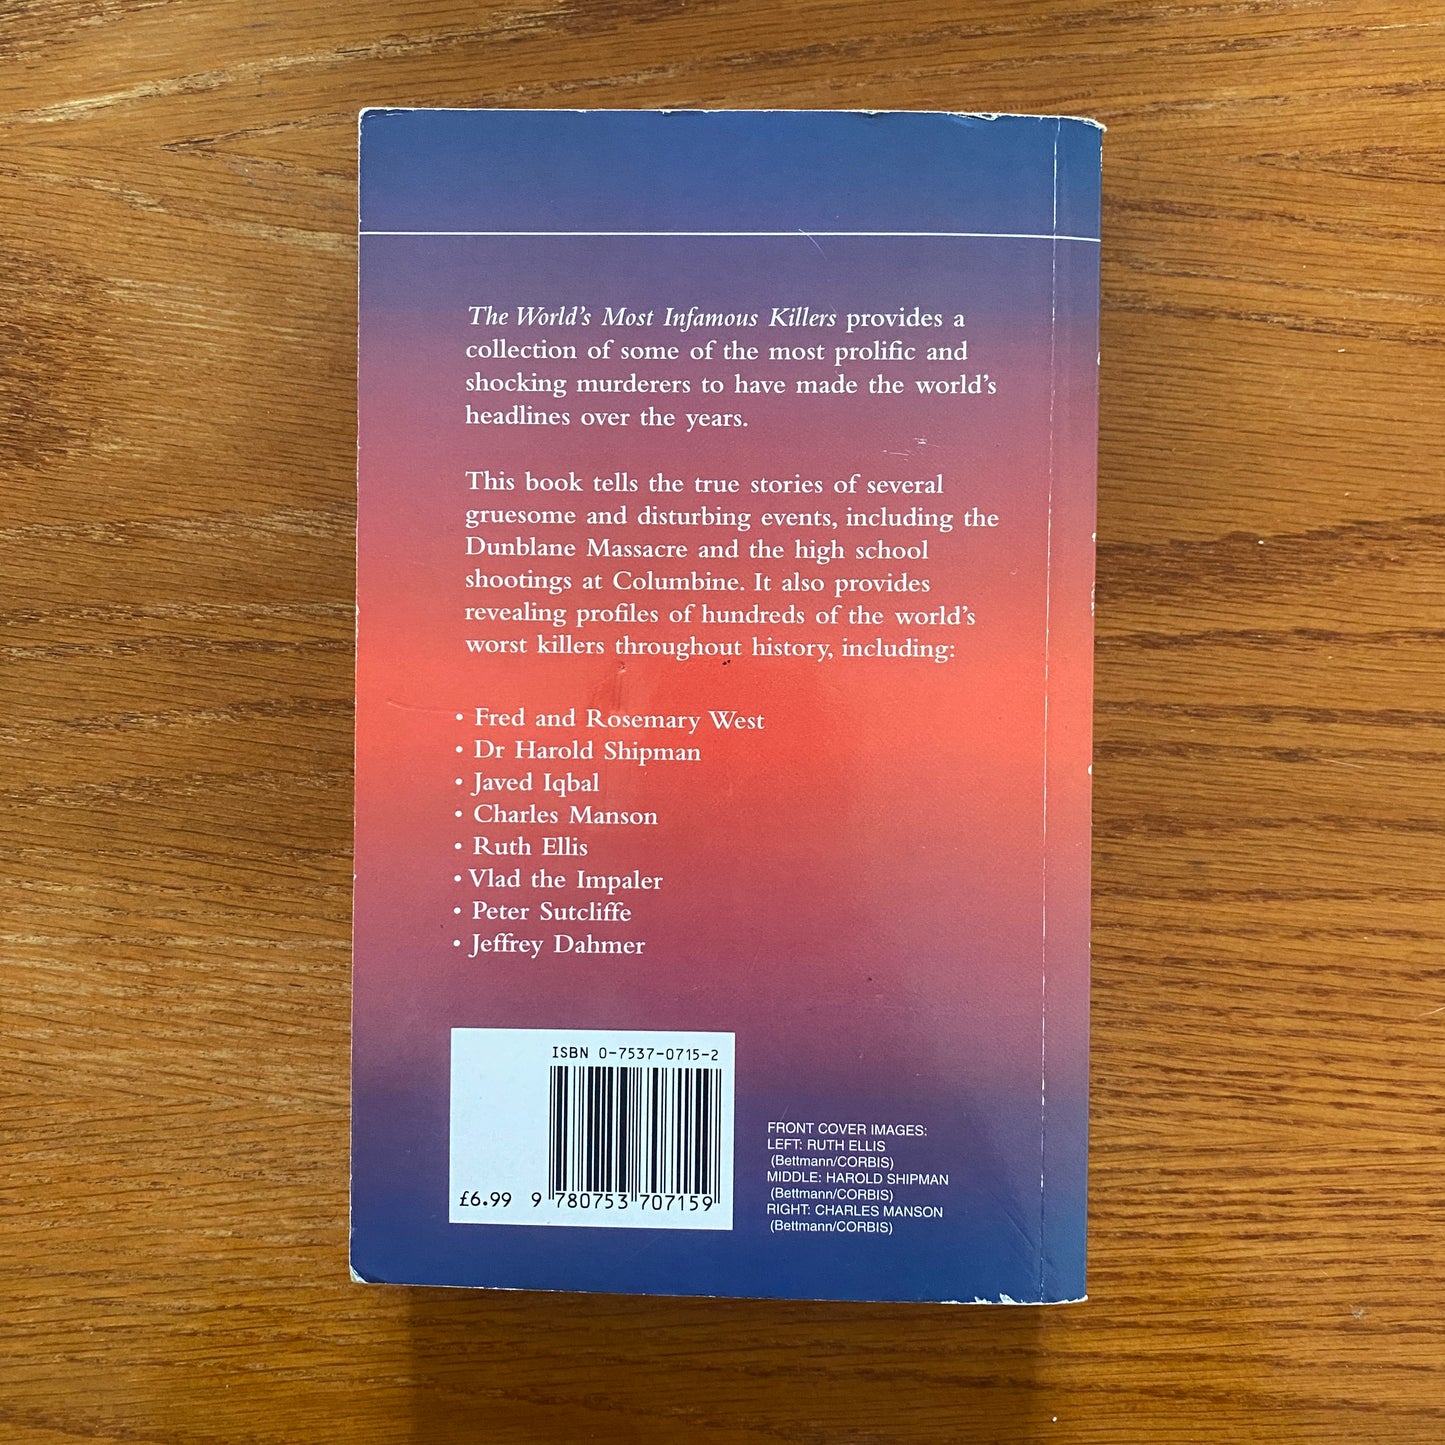 The World's Most Infamous Killers provides a
collection of some of the most prolific and
shocking murderers to have made the world's
headlines over the years.
This book tells the true stories of several
gruesome and disturbing events, including the
Dunblane Massacre and the high school
shootings at Columbine. It also provides
revealing profiles of hundreds of the world's
worst killers throughout history, including:
• Fred and Rosemary West
• Dr Harold Shipman
• Javed Iqbal
• Charles Manson
• Ruth Ellis
• Vlad the Impaler
• Peter Sutcliffe
• Jeffrey Dahmer
ISBN 0-7537-0715-2
£6.99 9 780753 707159
FRONT COVER IMAGES:
LEFT: RUTH ELLIS
(Bettmann/CORBIS)
MIDDLE: HAROLD SHIPMAN
(Bettmann/CORBIS)
RIGHT: CHARLES MANSON
(Bettmann/CORBIS)